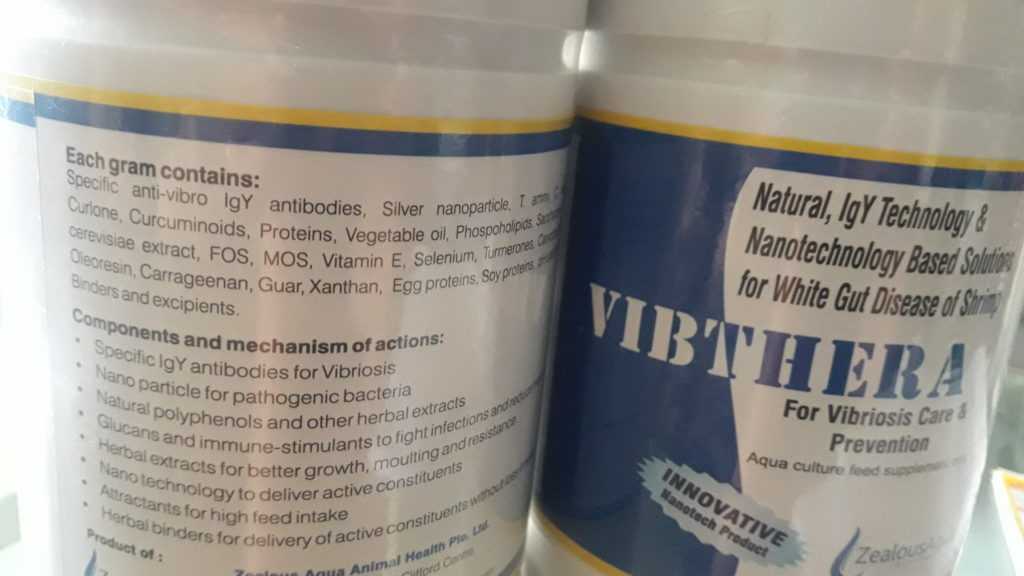 Each gram contains:
Specific anti-vibro IgY antibodies, Silver nanoparticle,
Curlone, Curcuminoids, Proteins, Vegetable oil, Phospoholipids,
cerevisiae extract, FOS, MOS, Vitamin E, Selenium, Turmerones,
Oleoresin, Carrageenan, Guar, Xanthan, Egg proteins, Soy proteins,
Binders and excipients.
Components and mechanism of actions:
• Specific IgY antibodies for Vibriosis
• Nano particle for pathogenic bacteria
• Natural polyphenols and other herbal extracts
• Glucans and immune-stimulants to fight infections and
• Herbal extracts for better growth, moulting and resistance.
• Nano technology to deliver active constituents
• Attractants for high feed intake
• Herbal binders for delivery of active constituents without
Product of :
Zealous Aqua Animal Health Pte. Ltd.
Clifford Centre,
Natural, IgY Technology &
Nanotechnology Based Solutions
for White Gut Disease of Shrimp
VIBTHERA
For Vibriosis Care &
Prevention
Aqua culture feed supplement
INNOVATIVE
Nanotech Product
ZealousAqua